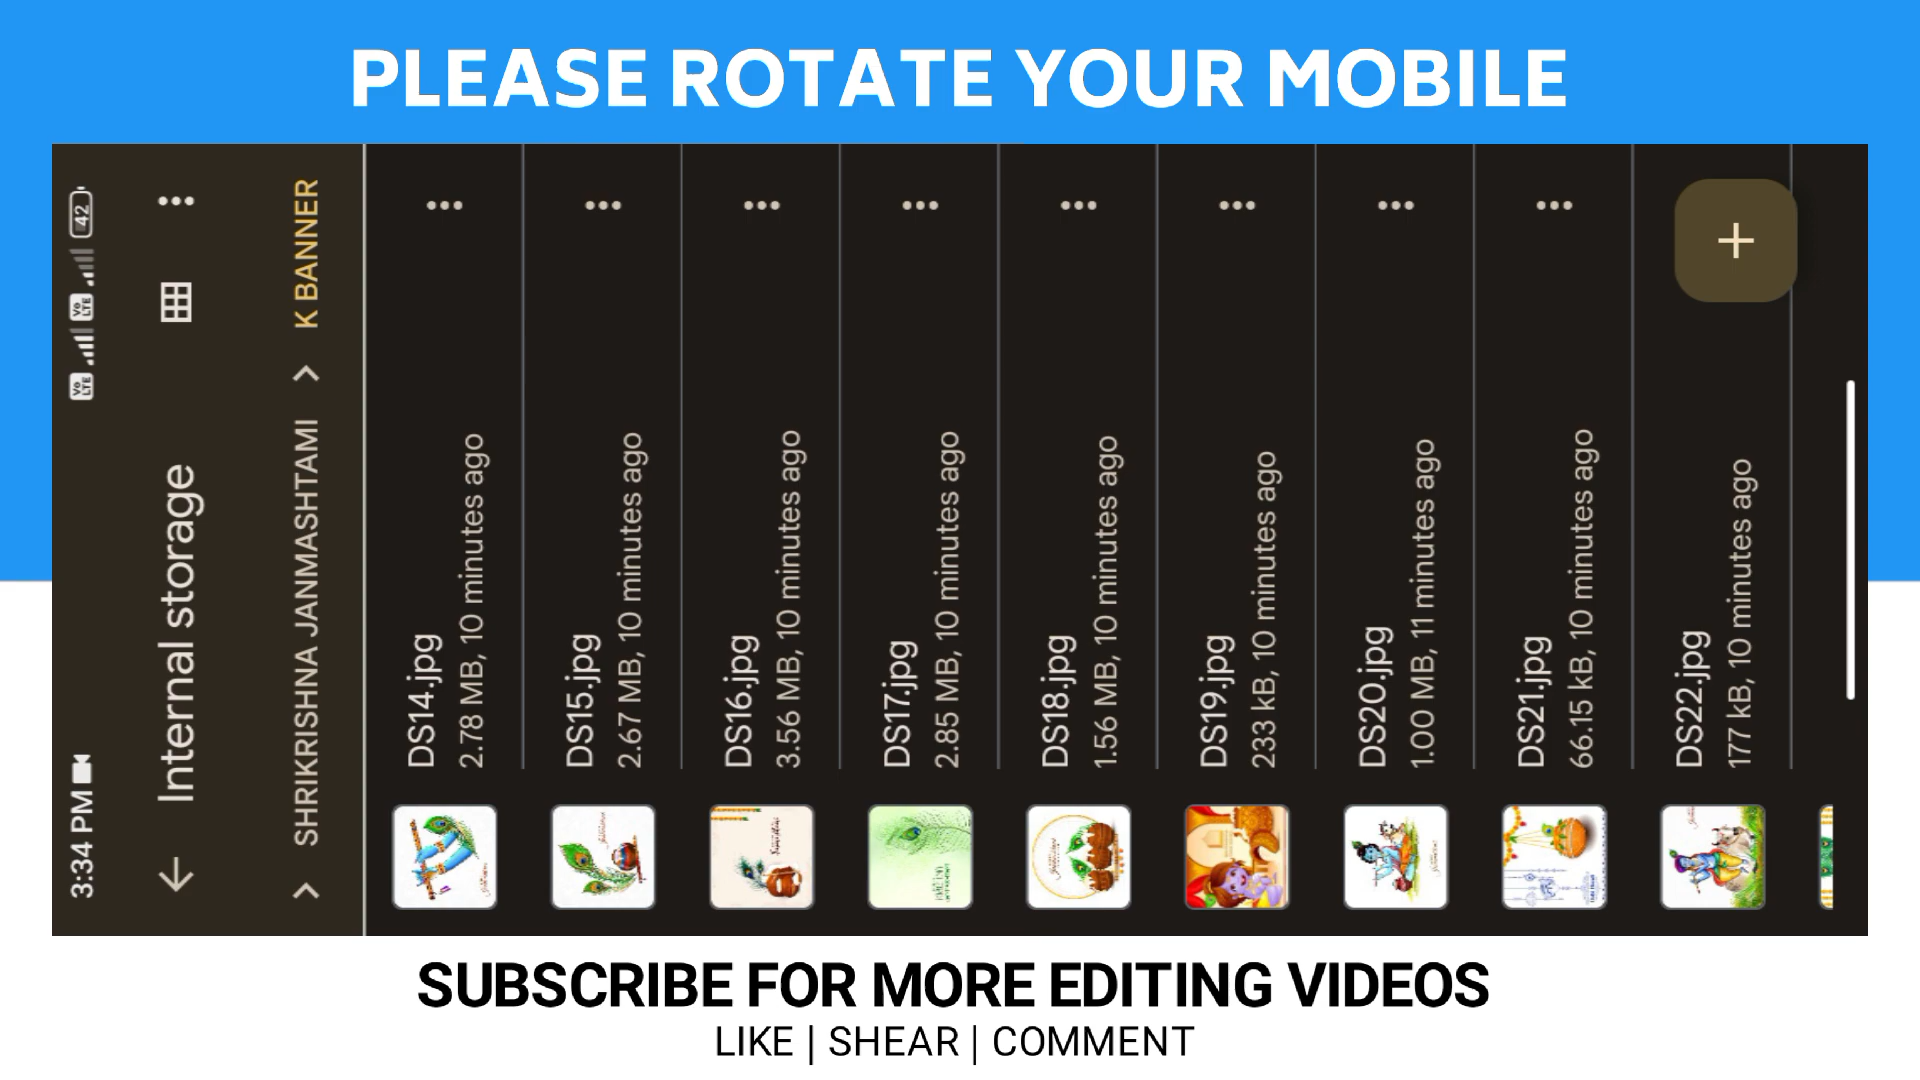 PLEASE ROTATE YOUR MOBILE
3:34 PM
Vo LTE
Vo LTE
42
Internal storage
SHRIKRISHNA JANMASHTAMI
K BANNER
DS14.jpg
2.78 MB, 10 minutes ago
DS15.jpg
2.67 MB, 10 minutes ago
DS16.jpg
3.56 MB, 10 minutes ago
DS17.jpg
2.85 MB, 10 minutes ago
DS18.jpg
1.56 MB, 10 minutes ago
DS19.jpg
233 kB, 10 minutes ago
DS20.jpg
1.00 MB, 11 minutes ago
DS21.jpg
66.15 kB, 10 minutes ago
DS22.jpg
177 kB, 10 minutes ago
SUBSCRIBE FOR MORE EDITING VIDEOS
LIKE | SHEAR | COMMENT